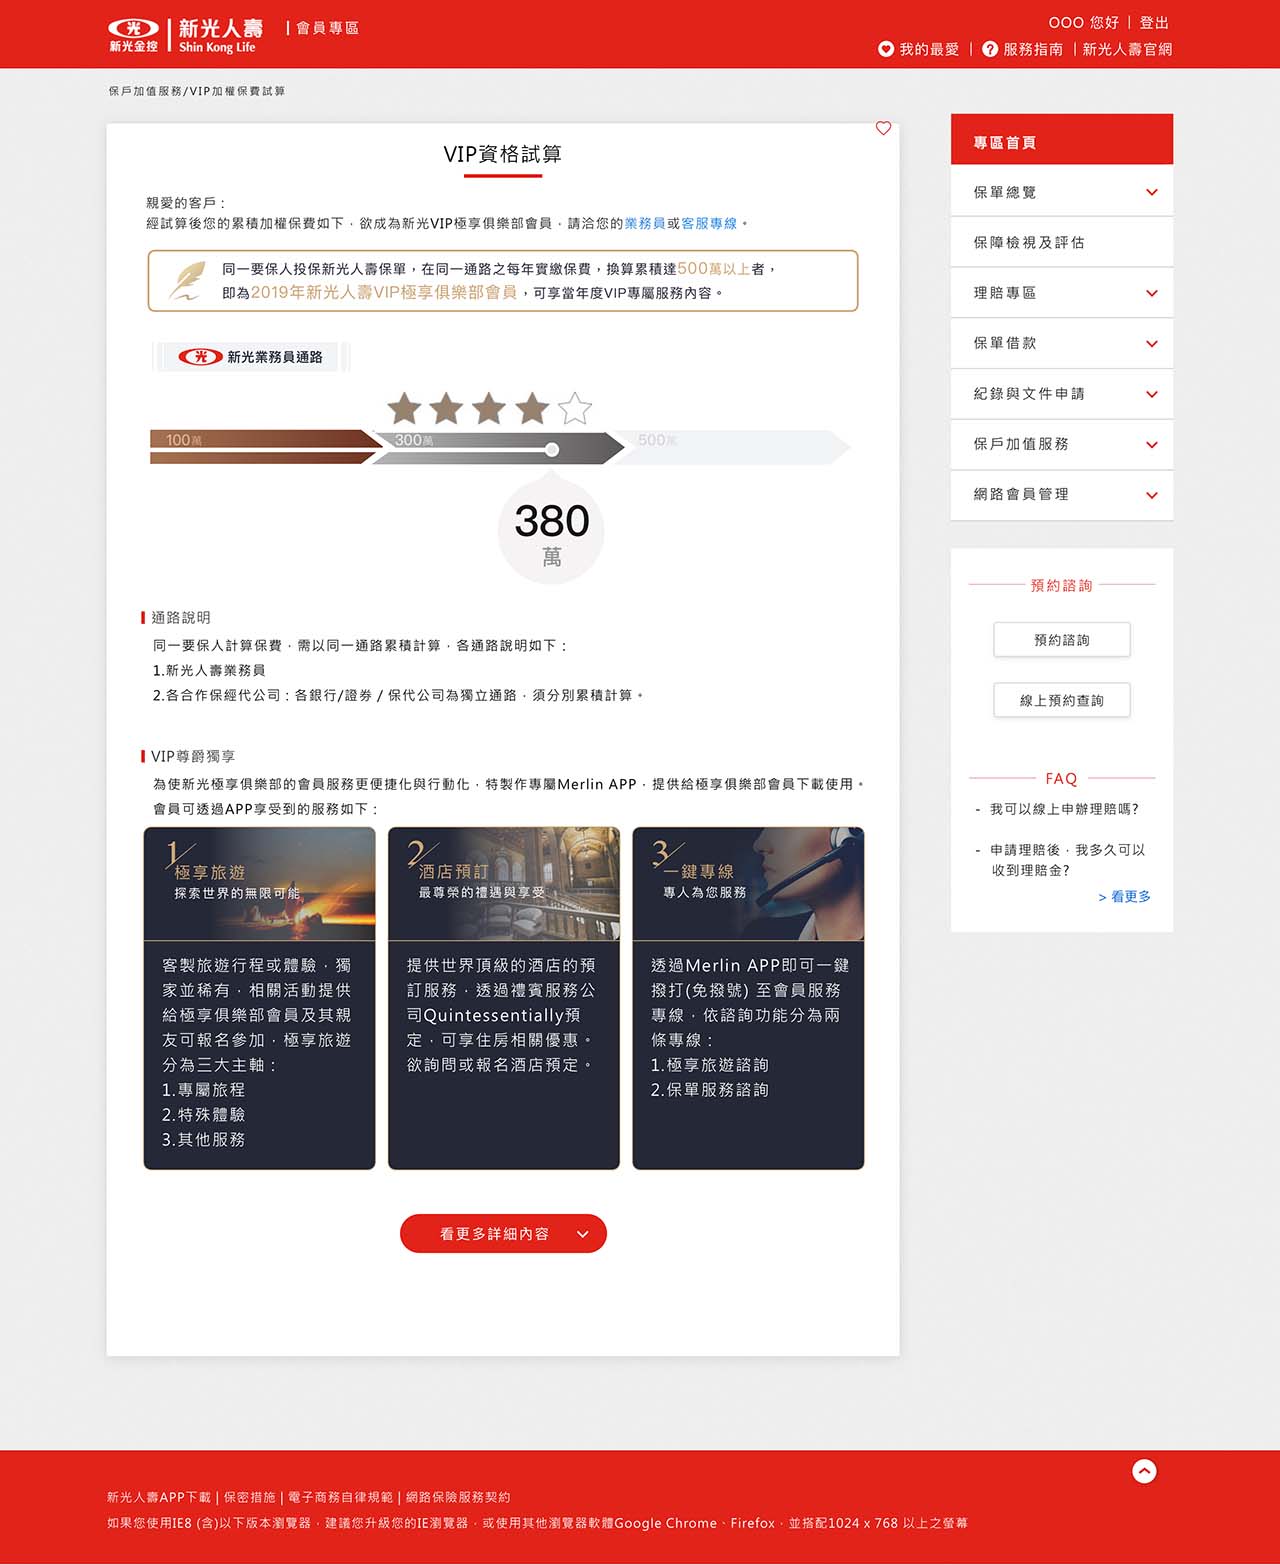 光 新光人壽 會員專區
新光金控 Shin Kong Life
OOO 您好 | 登出
我的最愛 | ? 服務指南 | 新光人壽官網
保戶加值服務/VIP加權保費試算
VIP資格試算
親愛的客戶：
經試算後您的累積加權保費如下，欲成為新光VIP極享俱樂部會員，請洽您的業務員或客服專線。
同一要保人投保新光人壽保單，在同一通路之每年實繳保費，換算累積達500萬以上者，
即為2019年新光人壽VIP極享俱樂部會員，可享當年度VIP專屬服務內容。
光 新光業務員通路
100萬 300萬 500萬
380
萬
通路說明
同一要保人計算保費，需以同一通路累積計算，各通路說明如下：
1.新光人壽業務員
2.各合作保經代公司：各銀行/證券 / 保代公司為獨立通路，須分別累積計算。
VIP尊爵獨享
為使新光極享俱樂部的會員服務更便捷化與行動化，特製作專屬Merlin APP，提供給極享俱樂部會員下載使用。
會員可透過APP享受到的服務如下：
1
極享旅遊
探索世界的無限可能
客製旅遊行程或體驗，獨
家並稀有，相關活動提供
給極享俱樂部會員及其親
友可報名參加，極享旅遊
分為三大主軸：
1.專屬旅程
2.特殊體驗
3.其他服務
2
酒店預訂
最尊榮的禮遇與享受
提供世界頂級的酒店的預
訂服務，透過禮賓服務公
司Quintessentially預
定，可享住房相關優惠。
欲詢問或報名酒店預定。
3
一鍵專線
專人為您服務
透過Merlin APP即可一鍵
撥打(免撥號) 至會員服務
專線，依諮詢功能分為兩
條專線：
1.極享旅遊諮詢
2.保單服務諮詢
看更多詳細內容
專區首頁
保單總覽
保障檢視及評估
理賠專區
保單借款
紀錄與文件申請
保戶加值服務
網路會員管理
預約諮詢
預約諮詢
線上預約查詢
FAQ
- 我可以線上申辦理賠嗎?
- 申請理賠後，我多久可以
收到理賠金?
> 看更多
新光人壽APP下載 | 保密措施 | 電子商務自律規範 | 網路保險服務契約
如果您使用IE8 (含)以下版本瀏覽器，建議您升級您的IE瀏覽器，或使用其他瀏覽器軟體Google Chrome、Firefox，並搭配1024 x 768 以上之螢幕